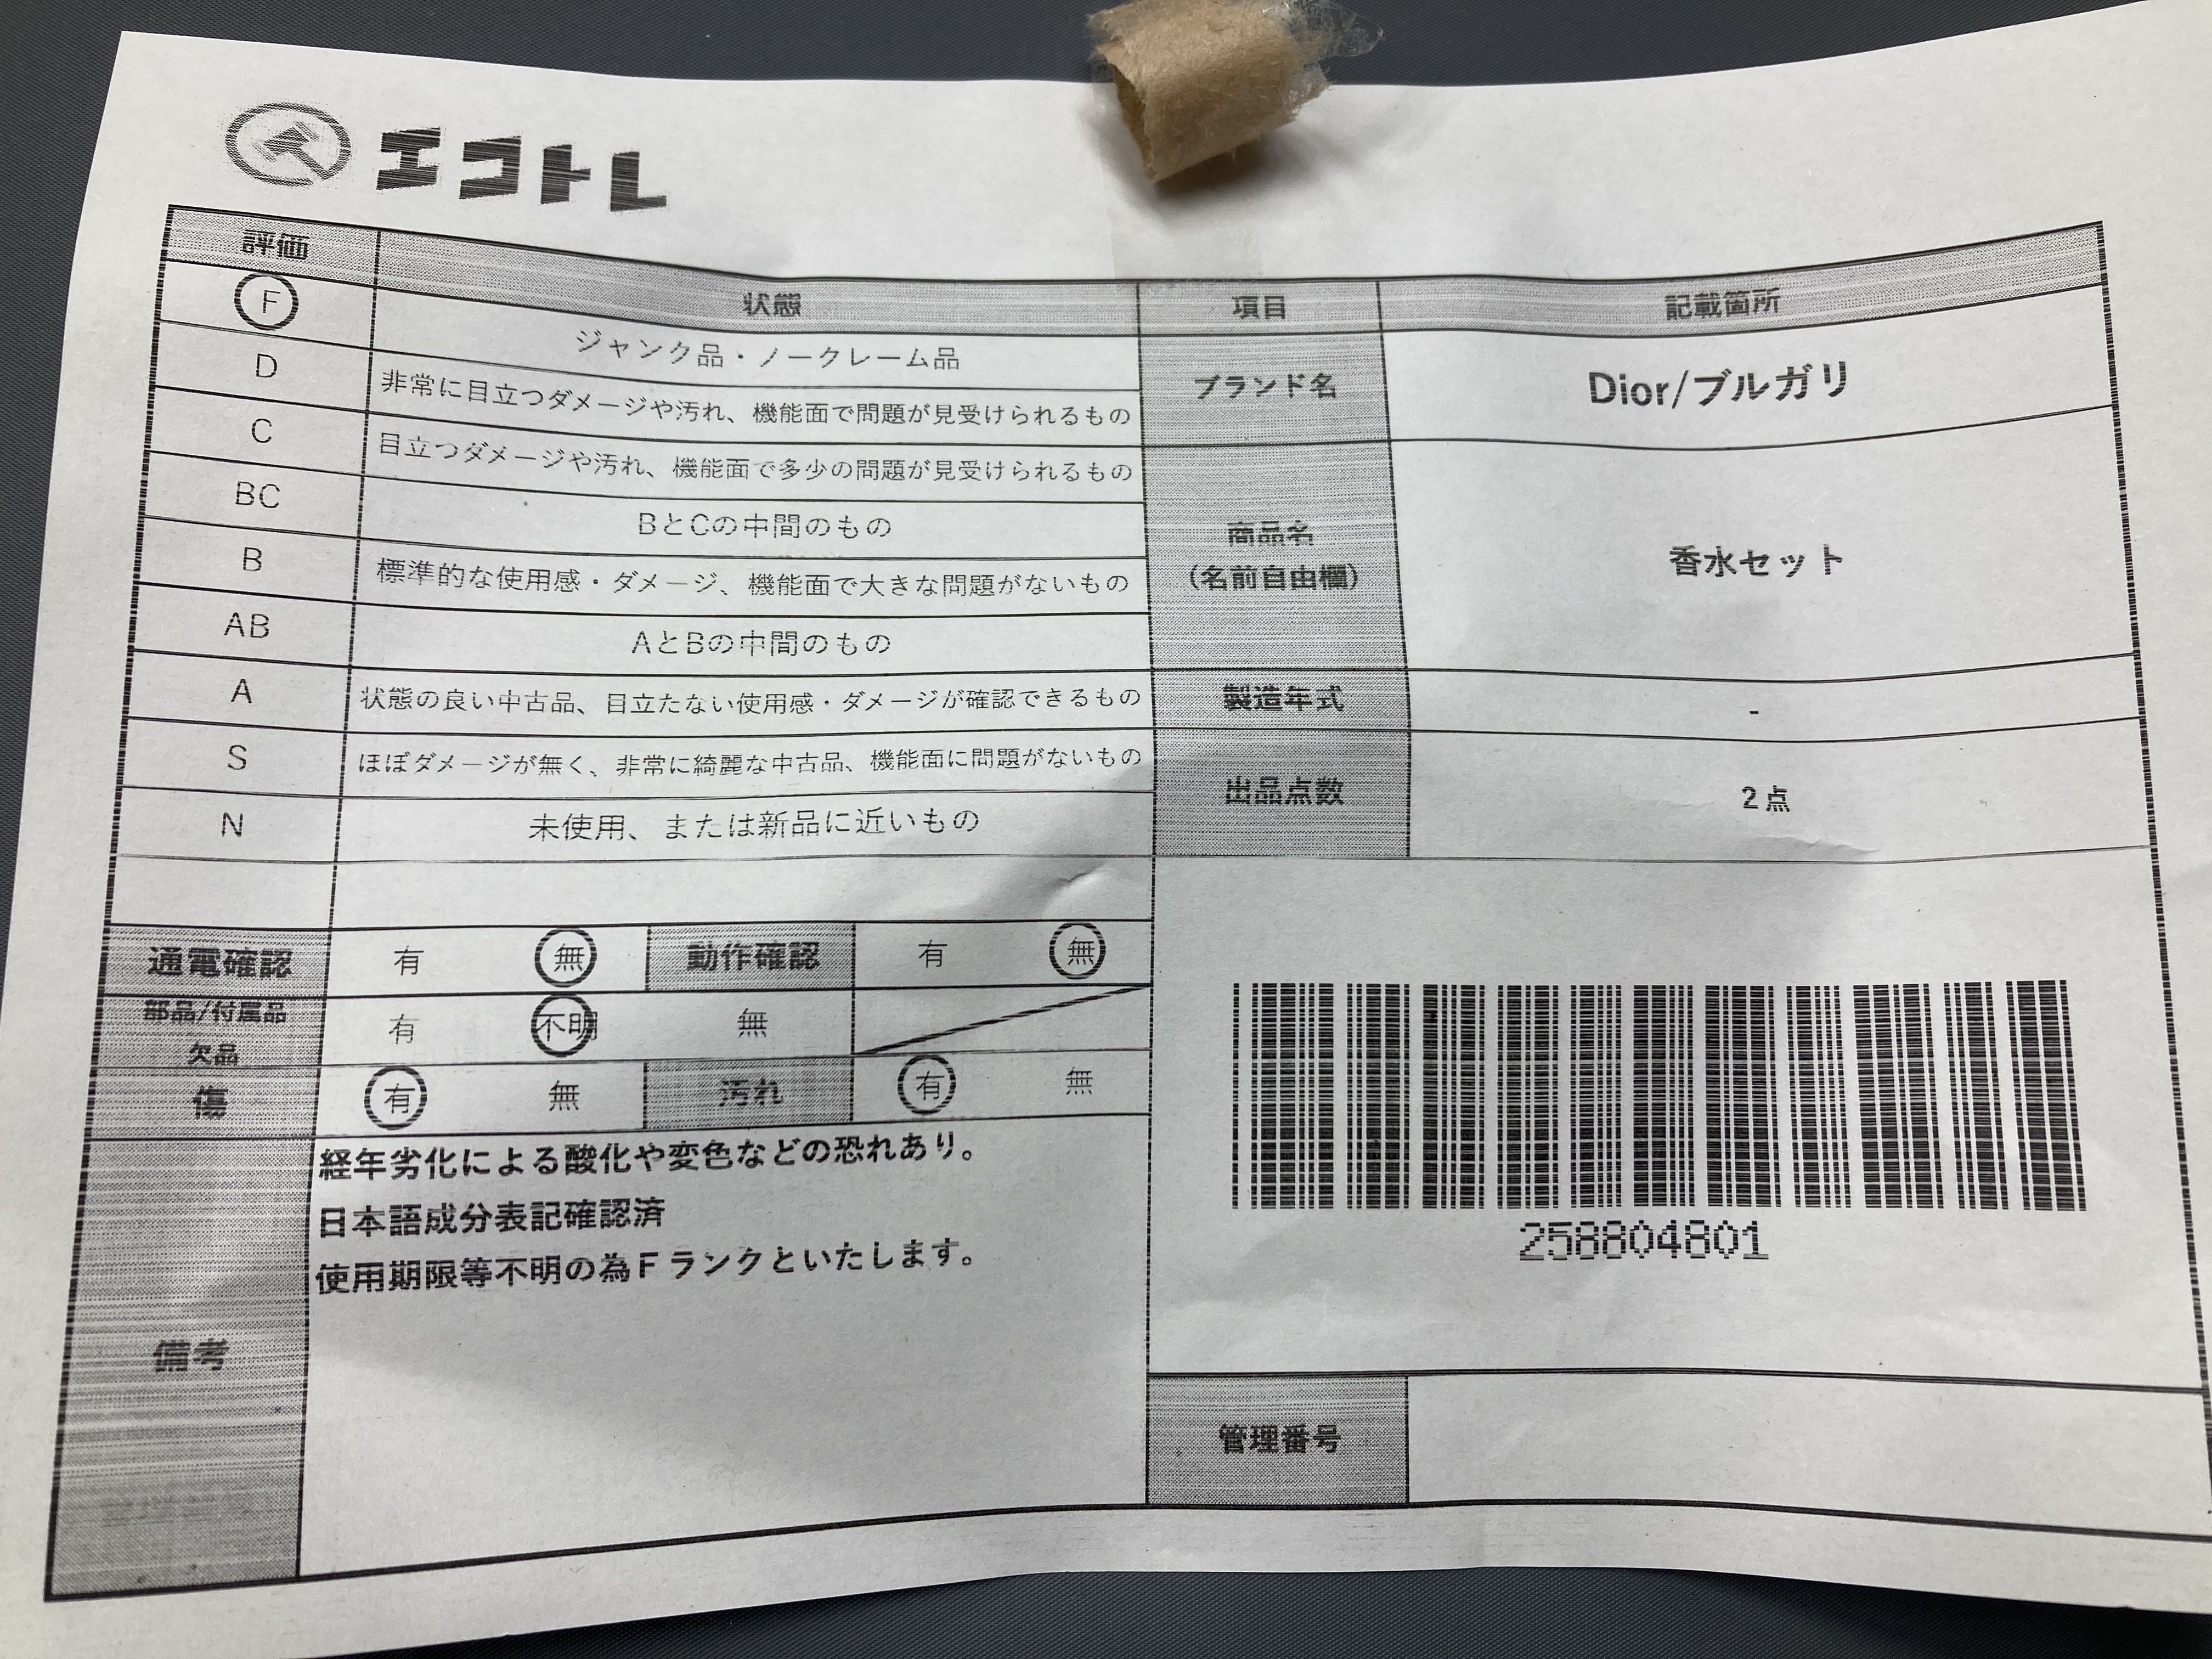 エコトレ
評価 状態 項目 記載箇所
F ジャンク品・ノークレーム品
D 非常に目立つダメージや汚れ、機能面で問題が見受けられるもの
C 目立つダメージや汚れ、機能面で多少の問題が見受けられるもの
BC BとCの中間のもの
B 標準的な使用感・ダメージ、機能面で大きな問題がないもの
AB AとBの中間のもの
A 状態の良い中古品、目立たない使用感・ダメージが確認できるもの
S ほぼダメージが無く、非常に綺麗な中古品、機能面に問題がないもの
N 未使用、または新品に近いもの
ブランド名 Dior/ブルガリ
商品名
(名前自由欄)
香水セット
製造年式 -
出品点数 2点
通電確認 有 無 動作確認 有 無
部品/付属品
欠品
有 不明 無
傷 有 無 汚れ 有 無
備考
経年劣化による酸化や変色などの恐れあり。
日本語成分表記確認済
使用期限等不明の為Fランクといたします。
258804801
管理番号